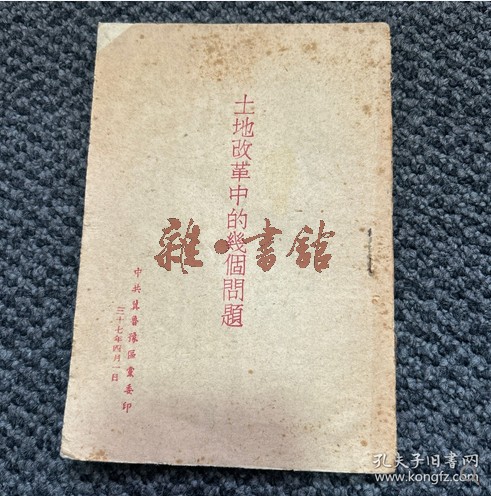 土地改革中的幾個問題
中共冀魯豫區黨委印
三十七年四月一日
雜·書館
孔夫子旧书网
www.kongfz.com